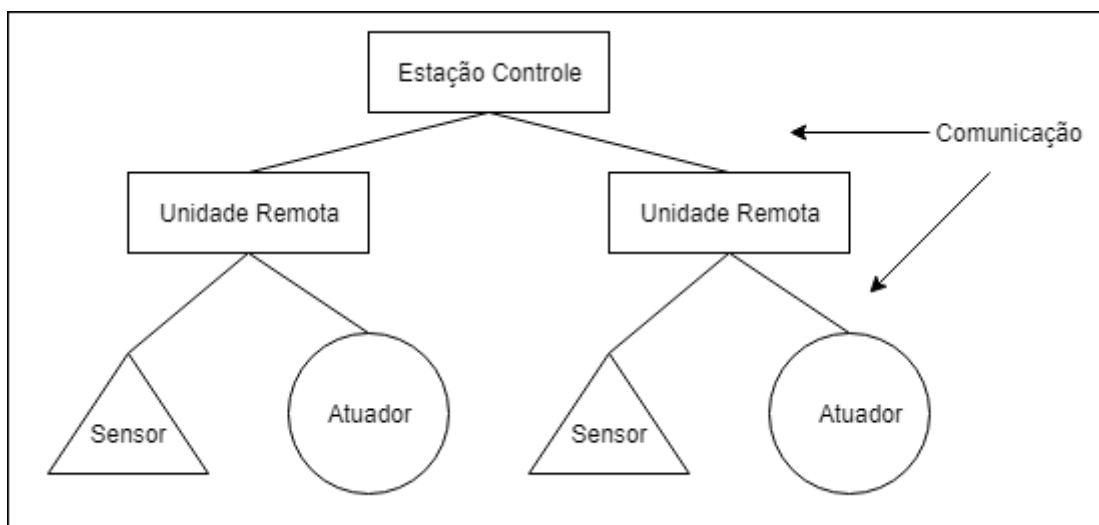 Estação Controle
Comunicação
Unidade Remota
Unidade Remota
Sensor
Atuador
Sensor
Atuador